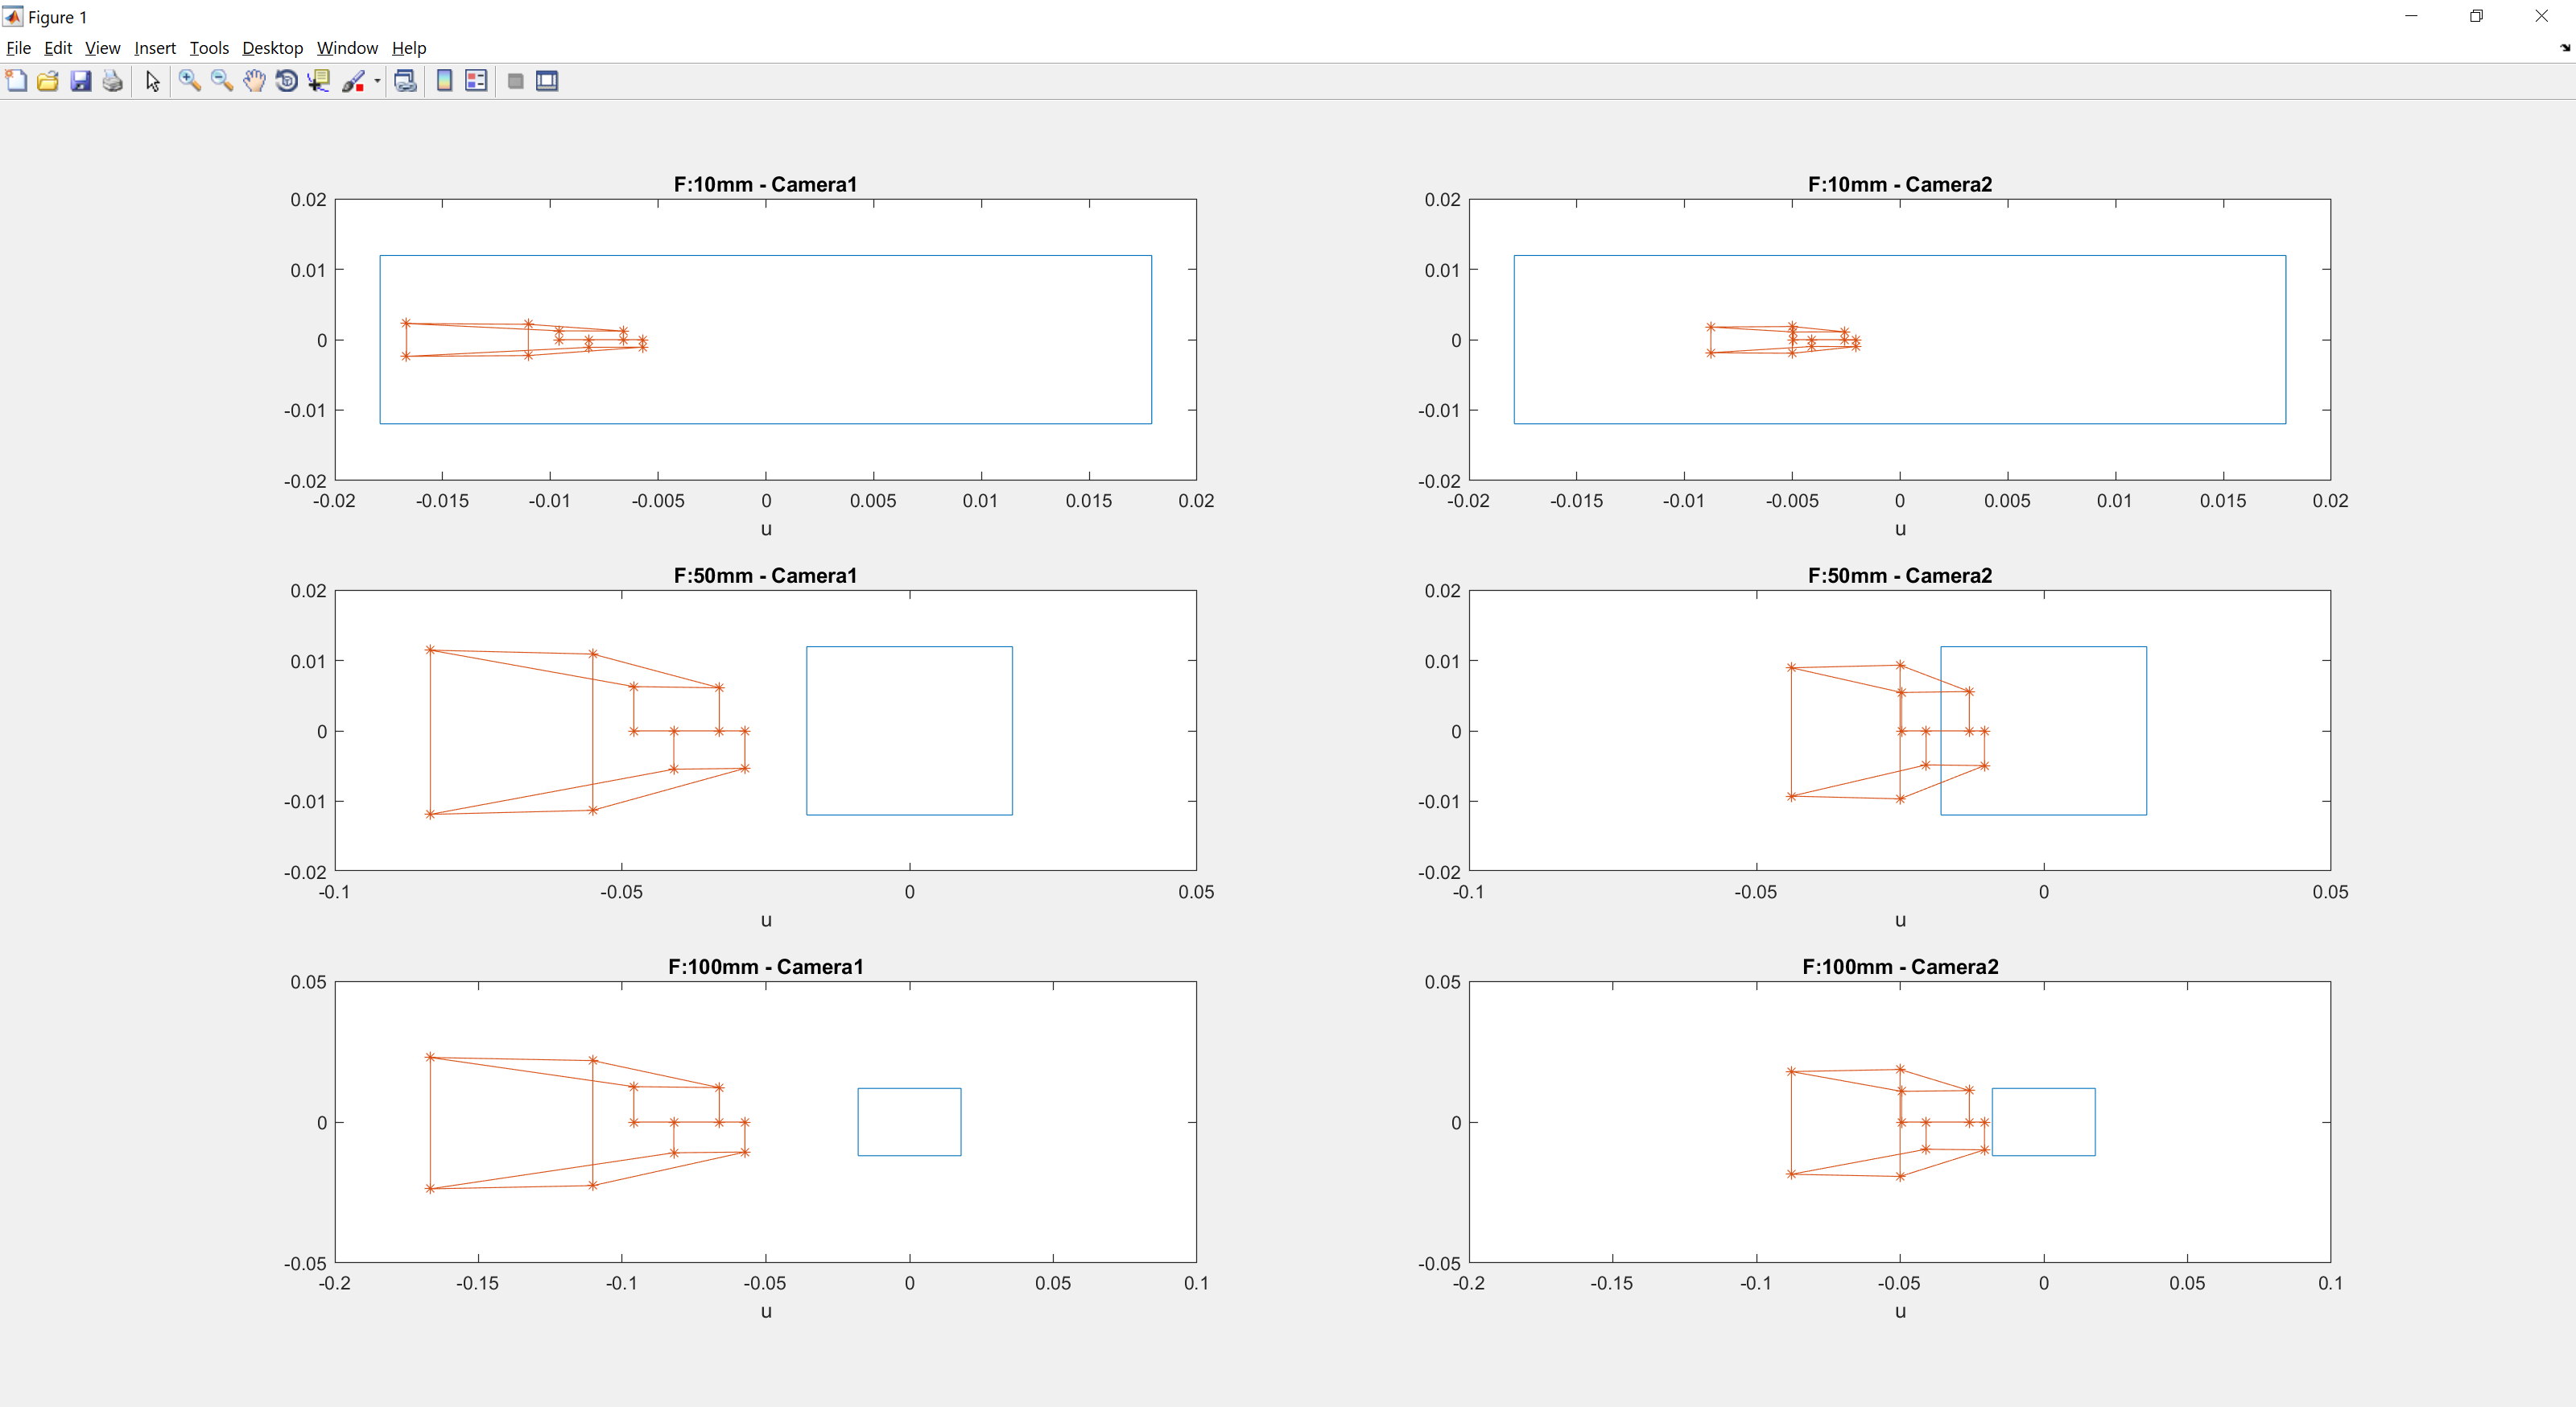 Figure 1
File Edit View Insert Tools Desktop Window Help
F:10mm - Camera1
0.02
0.01
0
-0.01
-0.02
-0.02 -0.015 -0.01 -0.005 0 0.005 0.01 0.015 0.02
u
F:10mm - Camera2
0.02
0.01
0
-0.01
-0.02
-0.02 -0.015 -0.01 -0.005 0 0.005 0.01 0.015 0.02
u
F:50mm - Camera1
0.02
0.01
0
-0.01
-0.02
-0.1 -0.05 0 0.05
u
F:50mm - Camera2
0.02
0.01
0
-0.01
-0.02
-0.1 -0.05 0 0.05
u
F:100mm - Camera1
0.05
0
-0.05
-0.2 -0.15 -0.1 -0.05 0 0.05 0.1
u
F:100mm - Camera2
0.05
0
-0.05
-0.2 -0.15 -0.1 -0.05 0 0.05 0.1
u